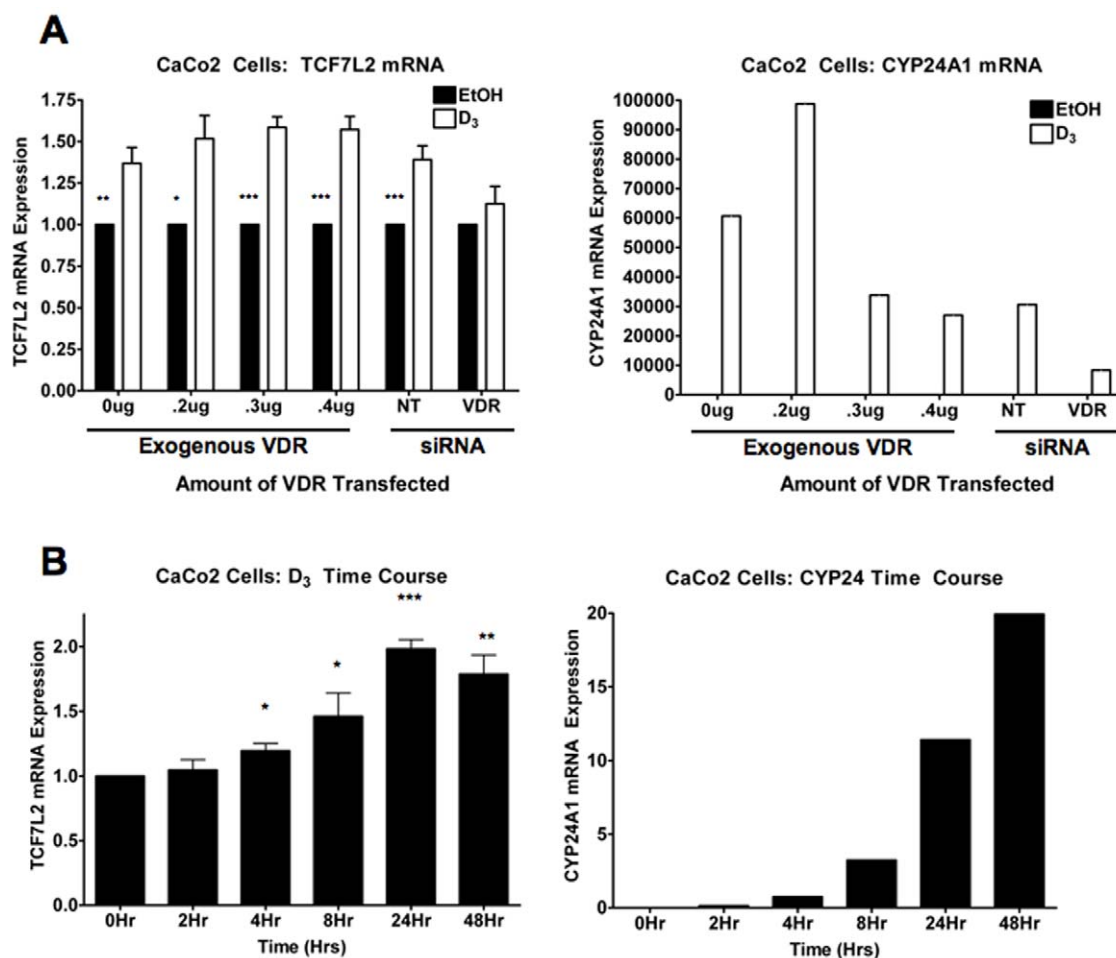 A
CaCo2 Cells: TCF7L2 mRNA
EtOH
D3
TCF7L2 mRNA Expression
1.75
1.50
1.25
1.00
0.75
0.50
0.25
0.00
**
*
***
***
***
0ug
.2ug
.3ug
.4ug
NT
VDR
Exogenous VDR
siRNA
Amount of VDR Transfected
CaCo2 Cells: CYP24A1 mRNA
EtOH
D3
CYP24A1 mRNA Expression
100000
90000
80000
70000
60000
50000
40000
30000
20000
10000
0
0ug
.2ug
.3ug
.4ug
NT
VDR
Exogenous VDR
siRNA
Amount of VDR Transfected
B
CaCo2 Cells: D3 Time Course
TCF7L2 mRNA Expression
2.0
1.5
1.0
0.5
0.0
*
*
***
**
0Hr
2Hr
4Hr
8Hr
24Hr
48Hr
Time (Hrs)
CaCo2 Cells: CYP24 Time Course
CYP24A1 mRNA Expression
20
15
10
5
0
0Hr
2Hr
4Hr
8Hr
24Hr
48Hr
Time (Hrs)